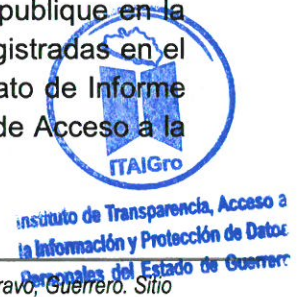 publique en la
gistradas en el
ato de Informe
de Acceso a la
ITAIGro
Instituto de Transparencia, Acceso a
la Información y Protección de Datos
Personales del Estado de Guerrero
ravo, Guerrero. Sitio